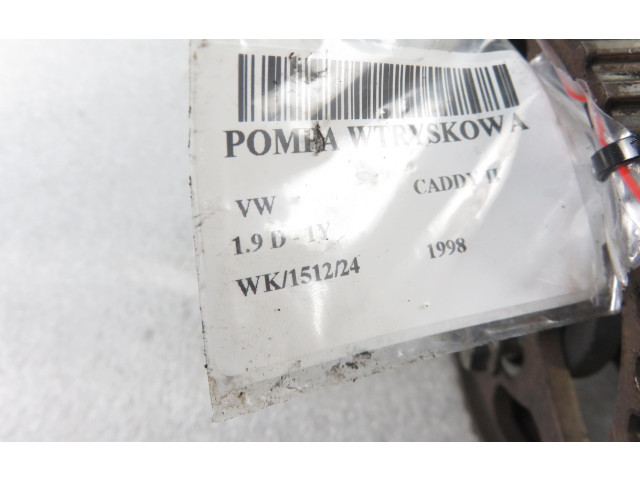 POMPA WTRYSKOWA
VW CADDY II
1.9 D - 1Y
WK/1512/24 1998